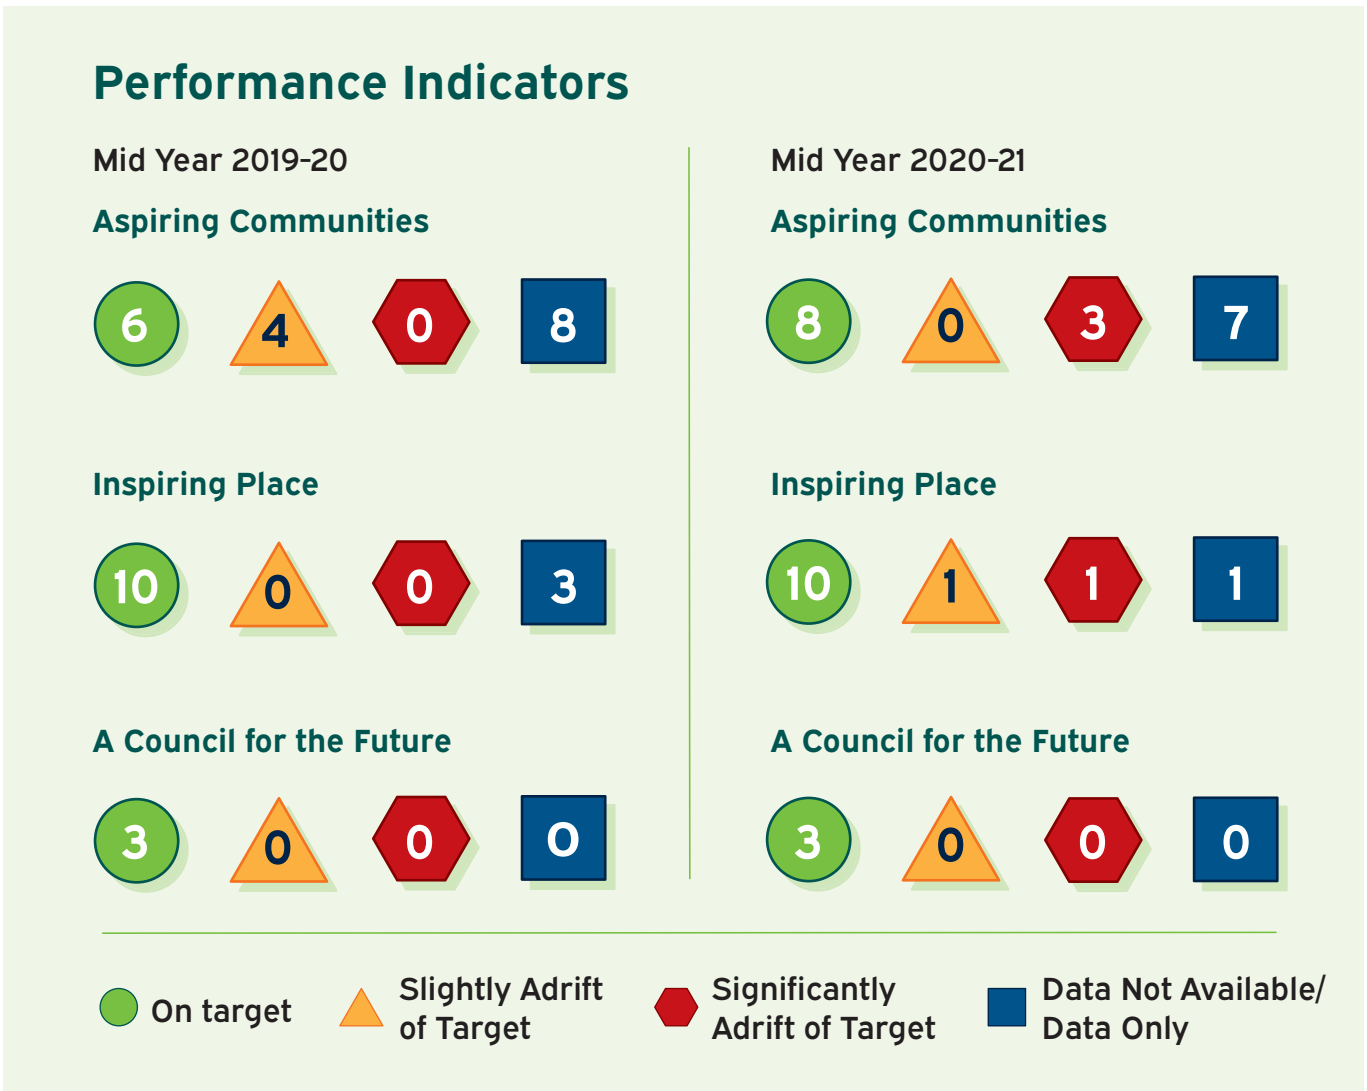 Performance Indicators
Mid Year 2019-20
Aspiring Communities
6 4 0 8
Inspiring Place
10 0 0 3
A Council for the Future
3 0 0 0
Mid Year 2020-21
Aspiring Communities
8 0 3 7
Inspiring Place
10 1 1 1
A Council for the Future
3 0 0 0
On target
Slightly Adrift
of Target
Significantly
Adrift of Target
Data Not Available/
Data Only